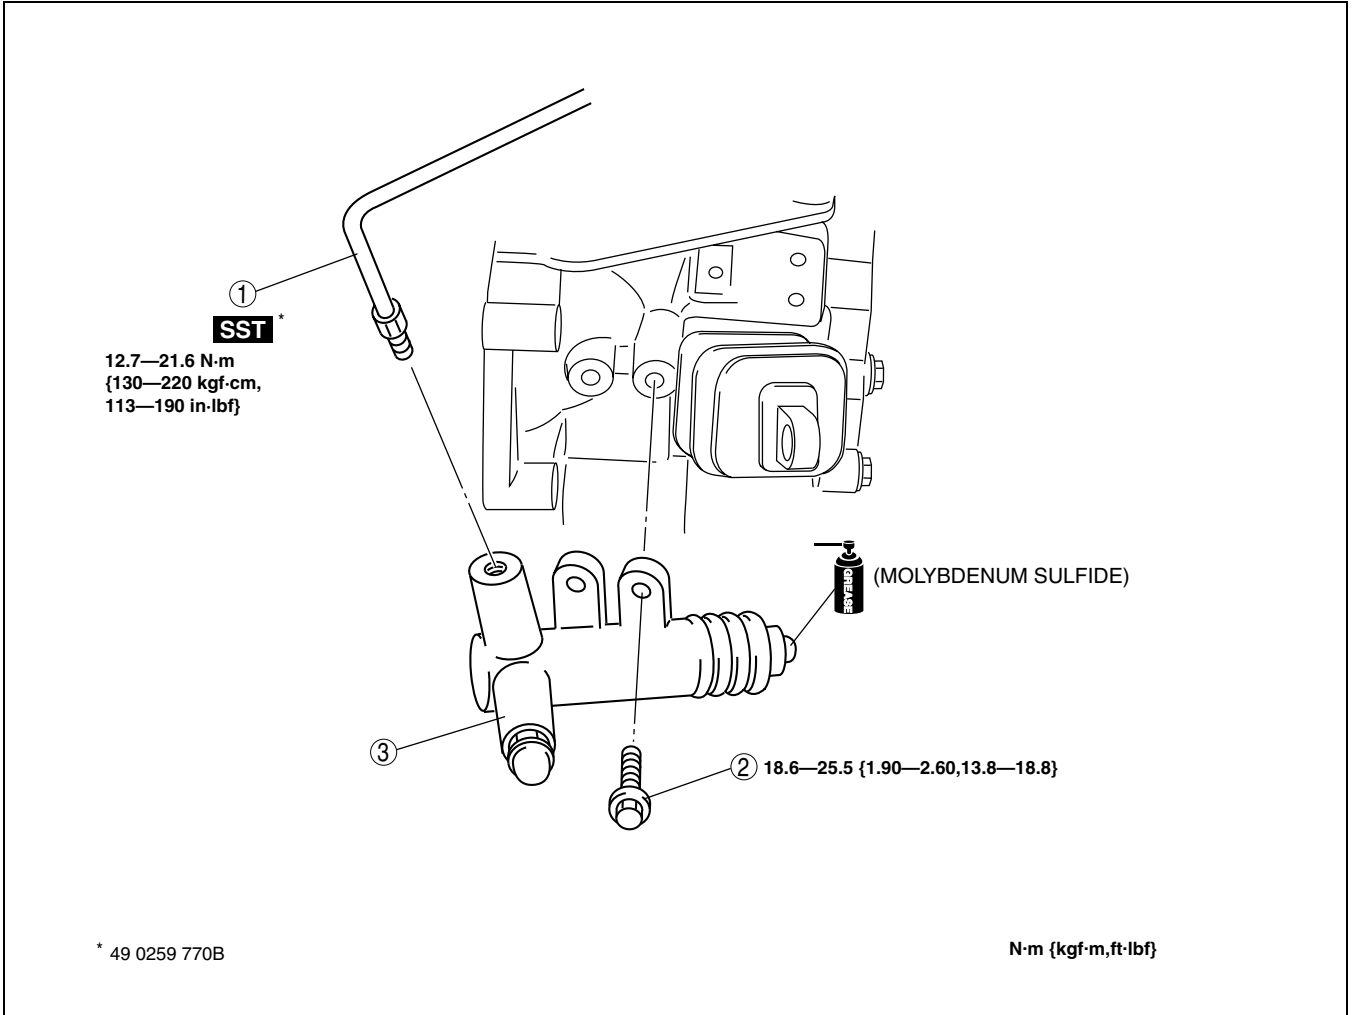 1
SST *
12.7—21.6 N·m
{130—220 kgf·cm,
113—190 in·lbf}
GREASE
(MOLYBDENUM SULFIDE)
3
2 18.6—25.5 {1.90—2.60,13.8—18.8}
* 49 0259 770B
N·m {kgf·m,ft·lbf}